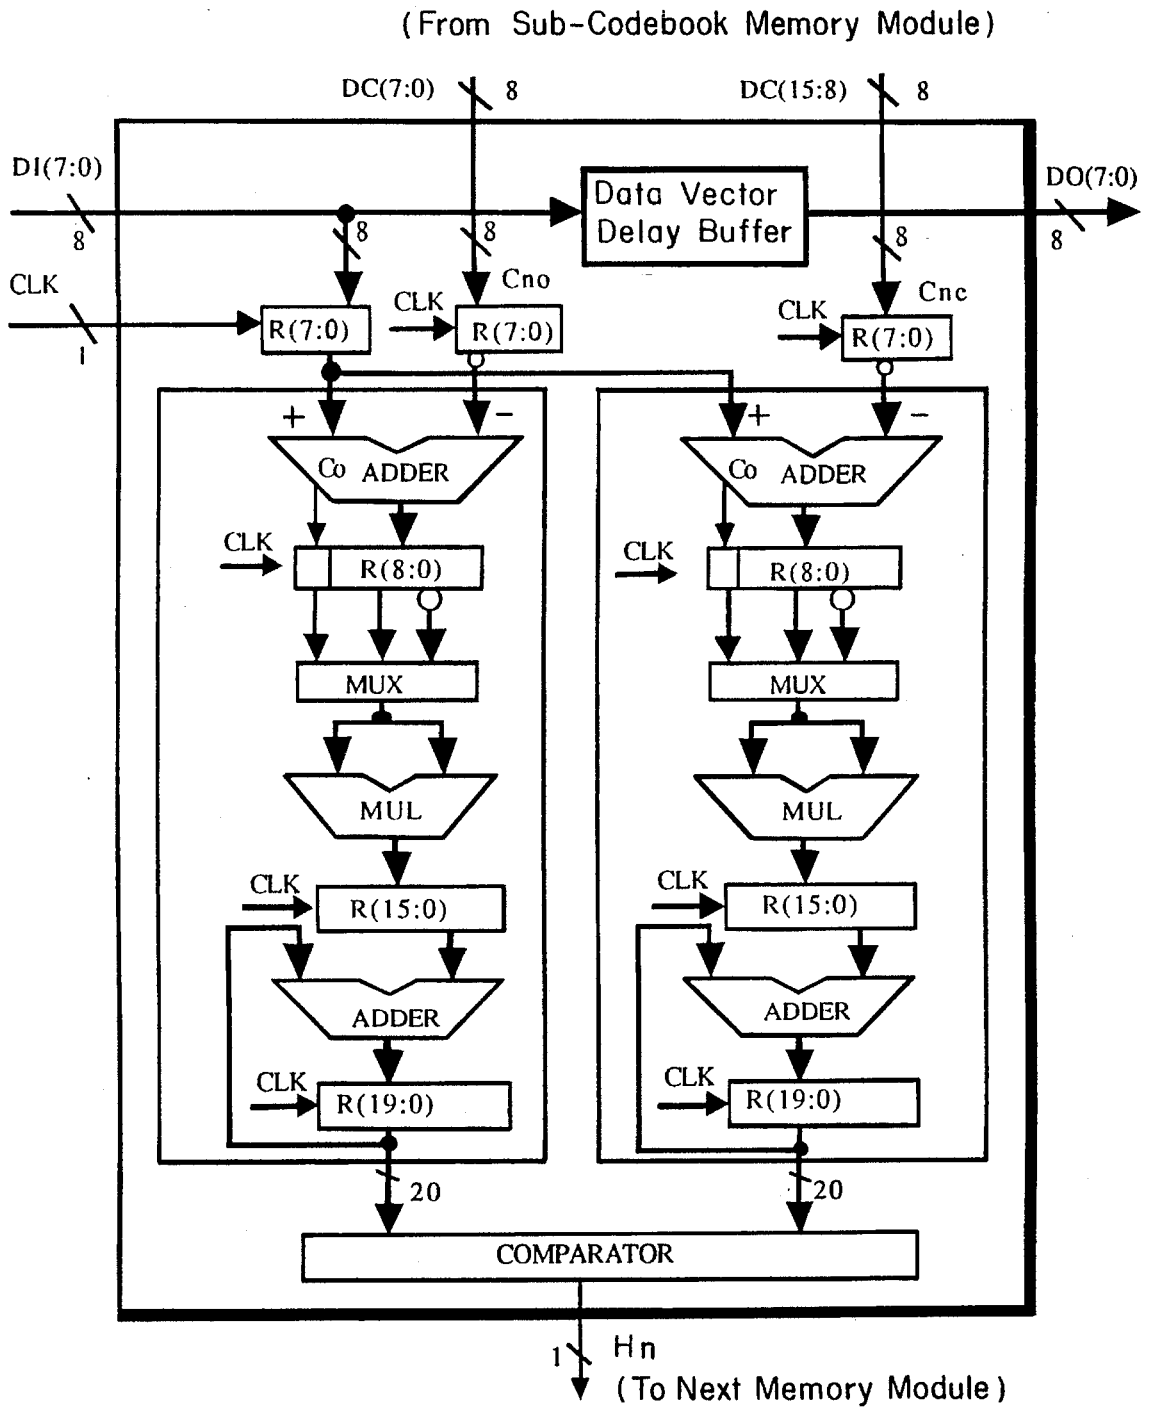 (From Sub-Codebook Memory Module)
DC(7:0) 8 DC(15:8) 8
DI(7:0) 8
Data Vector
Delay Buffer
DO(7:0) 8
8 8 8
CLK 1
Cno Cnc
R(7:0) CLK R(7:0) CLK R(7:0)
+ − + −
Co ADDER Co ADDER
CLK R(8:0) CLK R(8:0)
MUX MUX
MUL MUL
CLK R(15:0) CLK R(15:0)
ADDER ADDER
CLK R(19:0) CLK R(19:0)
20 20
COMPARATOR
1 Hn
(To Next Memory Module)